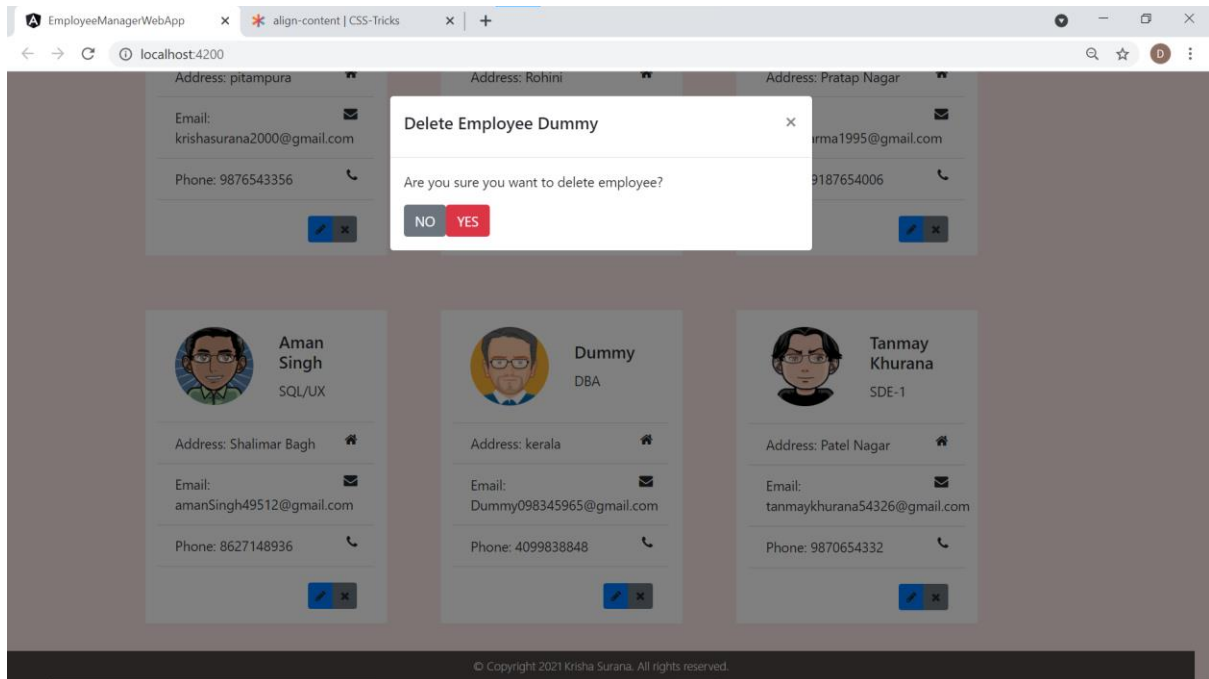 EmployeeManagerWebApp
align-content | CSS-Tricks
localhost:4200
D
Address: pitampura
Address: Rohini
Address: Pratap Nagar
Email:
krishasurana2000@gmail.com
rma1995@gmail.com
Phone: 9876543356
9187654006
Delete Employee Dummy
×
Are you sure you want to delete employee?
NO
YES
Aman
Singh
SQL/UX
Address: Shalimar Bagh
Email:
amanSingh49512@gmail.com
Phone: 8627148936
Dummy
DBA
Address: kerala
Email:
Dummy098345965@gmail.com
Phone: 4099838848
Tanmay
Khurana
SDE-1
Address: Patel Nagar
Email:
tanmaykhurana54326@gmail.com
Phone: 9870654332
© Copyright 2021 Krisha Surana. All rights reserved.